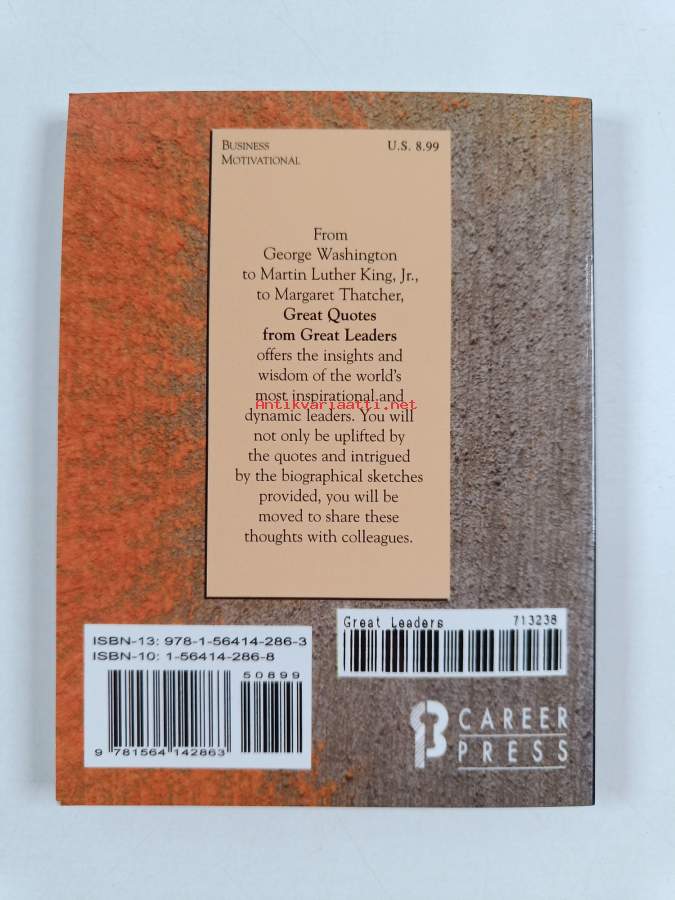 BUSINESS U.S. 8.99
MOTIVATIONAL
From
George Washington
to Martin Luther King, Jr.,
to Margaret Thatcher,
Great Quotes
from Great Leaders
offers the insights and
wisdom of the world's
most inspirational and
Antikvariaatti.net
dynamic leaders. You will
not only be uplifted by
the quotes and intrigued
by the biographical sketches
provided, you will be
moved to share these
thoughts with colleagues.
ISBN-13: 978-1-56414-286-3
ISBN-10: 1-56414-286-8
50899
9 781564 142863
Great Leaders 713238
CAREER
PRESS